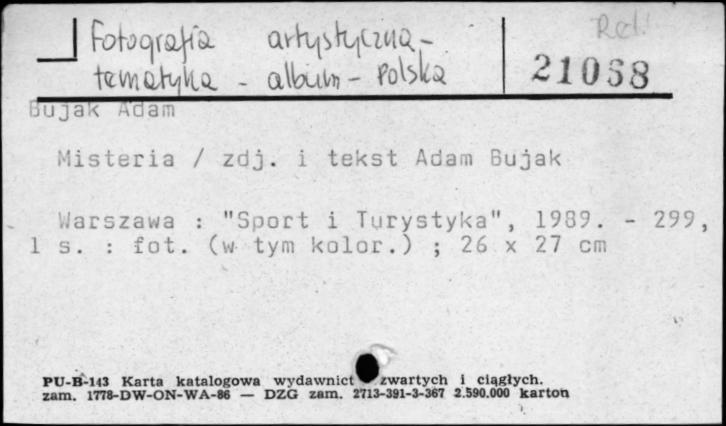 Fotografia artystyczna - Ref.
tematyka - album - Polska 21068
Bujak Adam
Misteria / zdj. i tekst Adam Bujak
Warszawa : "Sport i Turystyka", 1989. - 299,
1 s. : fot. (w tym kolor.) ; 26 x 27 cm
PU-B-143 Karta katalogowa wydawnict zwartych i ciągłych.
zam. 1778-DW-ON-WA-86 — DZG zam. 2713-391-3-367 2.590.000 karton